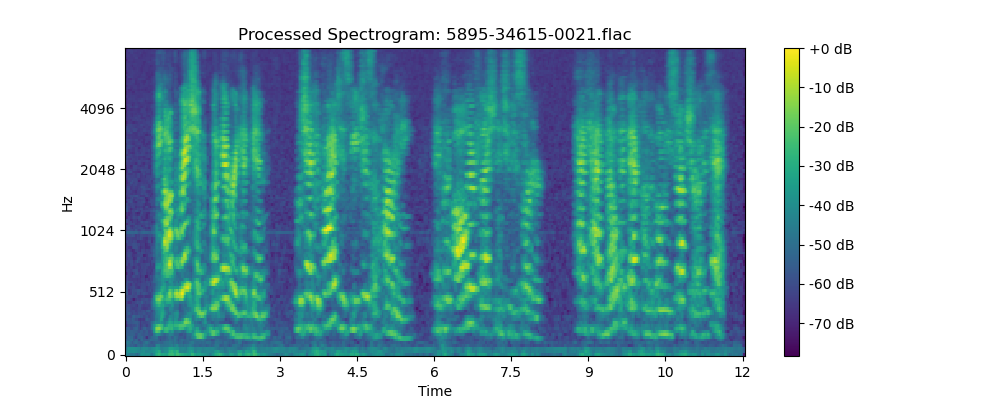 Processed Spectrogram: 5895-34615-0021.flac
Hz
4096
2048
1024
512
0
0 1.5 3 4.5 6 7.5 9 10 12
Time
+0 dB
-10 dB
-20 dB
-30 dB
-40 dB
-50 dB
-60 dB
-70 dB